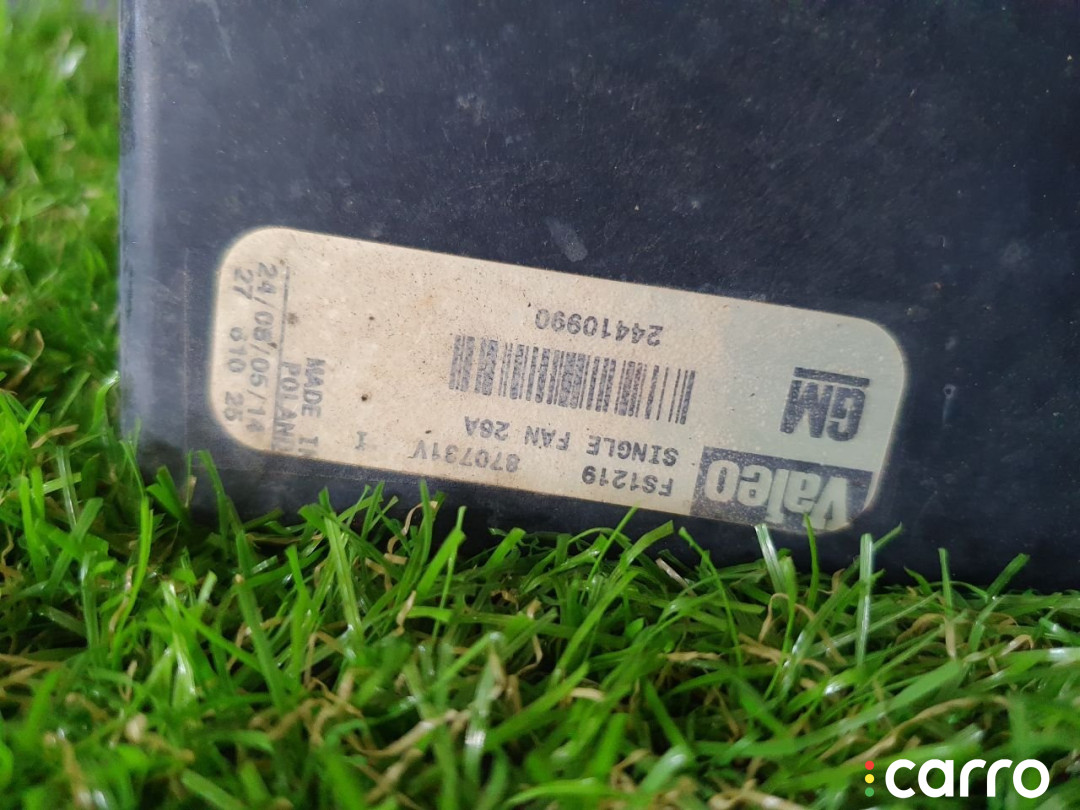 Valeo
FS1219
870731V
SINGLE FAN 26A
I
GM
24410990
MADE IN
POLAND
24/08/05/14
27 610 25
carro